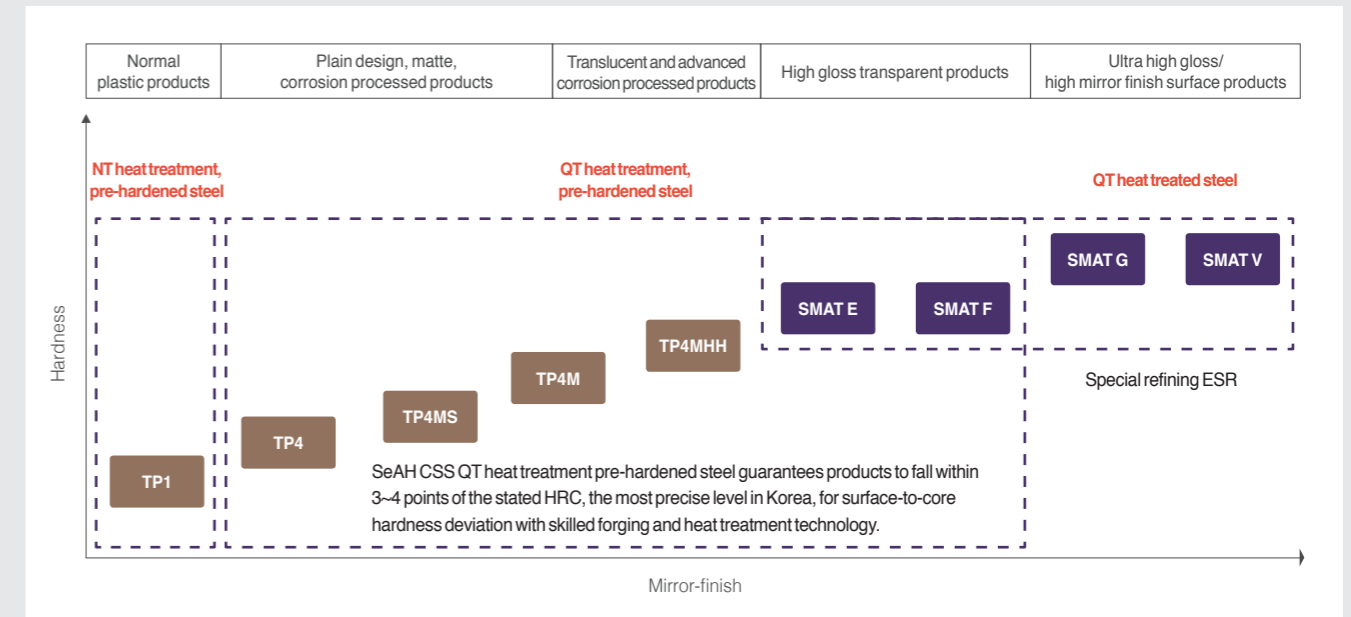 Normal
plastic products
Plain design, matte,
corrosion processed products
Translucent and advanced
corrosion processed products
High gloss transparent products
Ultra high gloss/
high mirror finish surface products
NT heat treatment,
pre-hardened steel
QT heat treatment,
pre-hardened steel
QT heat treated steel
SMAT G
SMAT V
SMAT E
SMAT F
TP4MHH
TP4M
TP4MS
TP4
TP1
Special refining ESR
SeAH CSS QT heat treatment pre-hardened steel guarantees products to fall within
3~4 points of the stated HRC, the most precise level in Korea, for surface-to-core
hardness deviation with skilled forging and heat treatment technology.
Hardness
Mirror-finish